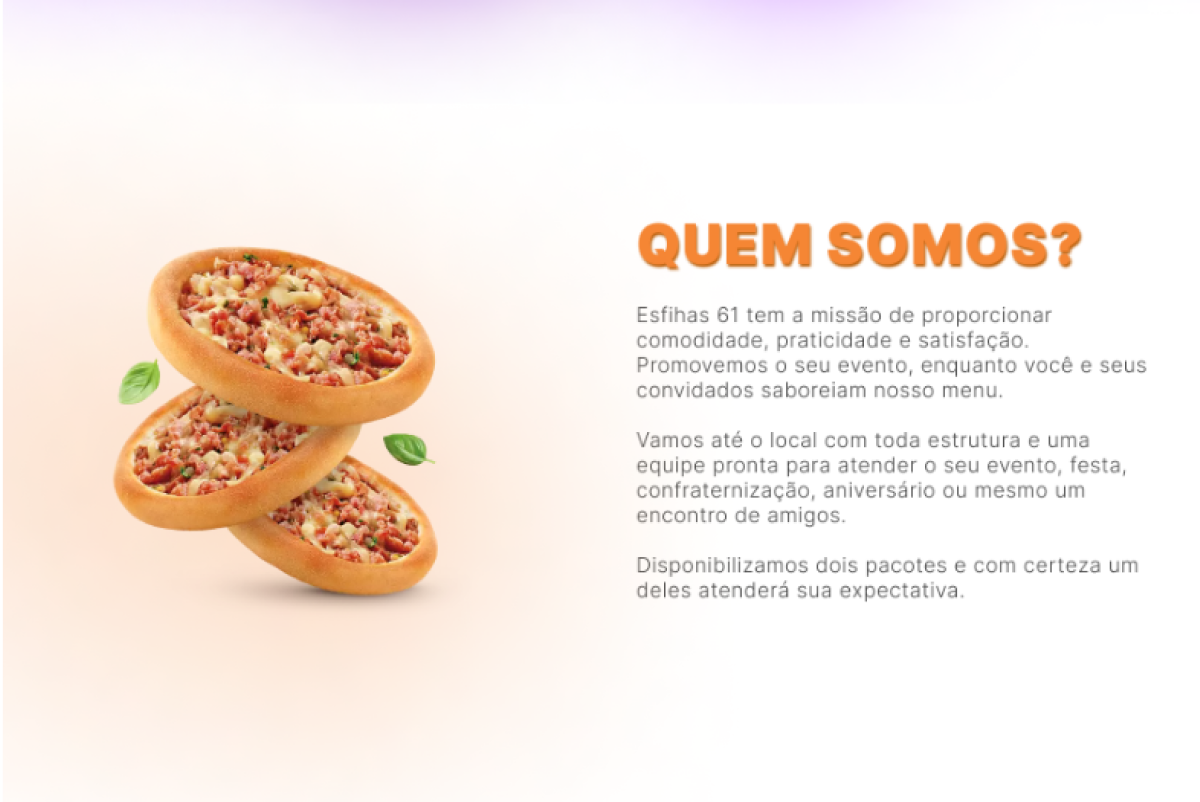 QUEM SOMOS?
Esfihas 61 tem a missão de proporcionar
comodidade, praticidade e satisfação.
Promovemos o seu evento, enquanto você e seus
convidados saboreiam nosso menu.
Vamos até o local com toda estrutura e uma
equipe pronta para atender o seu evento, festa,
confraternização, aniversário ou mesmo um
encontro de amigos.
Disponibilizamos dois pacotes e com certeza um
deles atenderá sua expectativa.